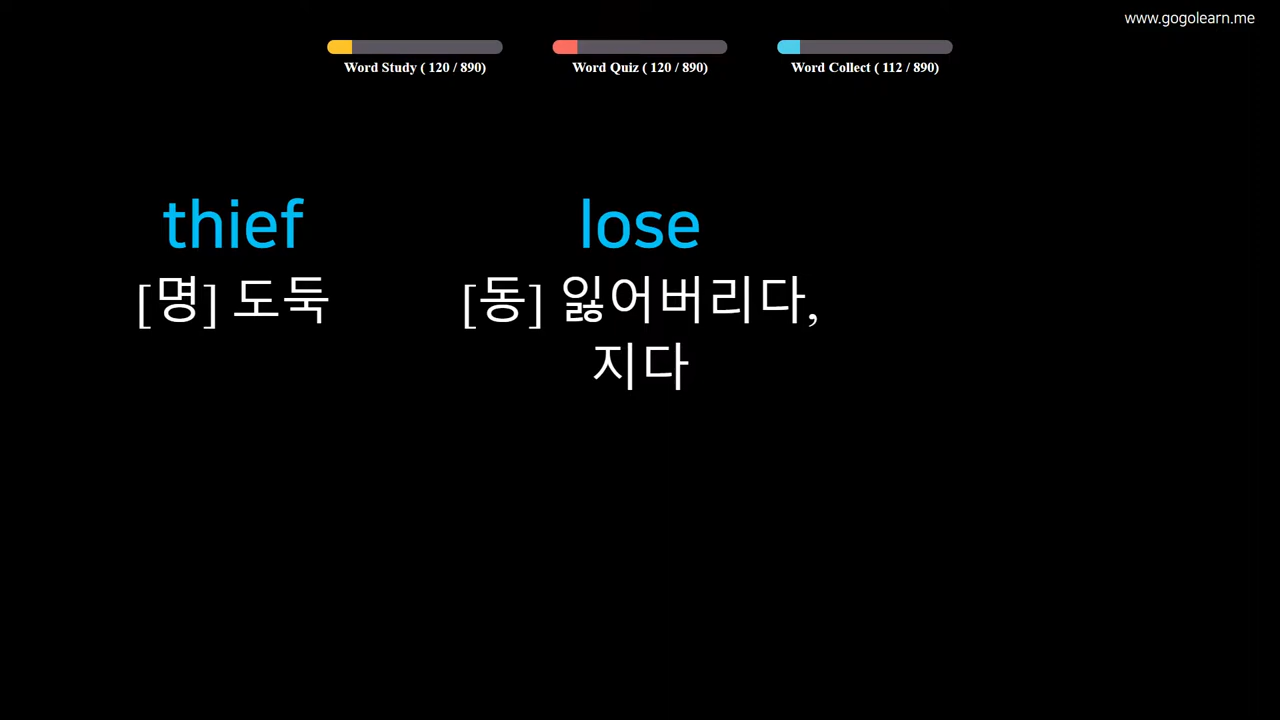 www.gogolearn.me
Word Study ( 120 / 890)
Word Quiz ( 120 / 890)
Word Collect ( 112 / 890)
thief
[명] 도둑
lose
[동] 잃어버리다,
지다